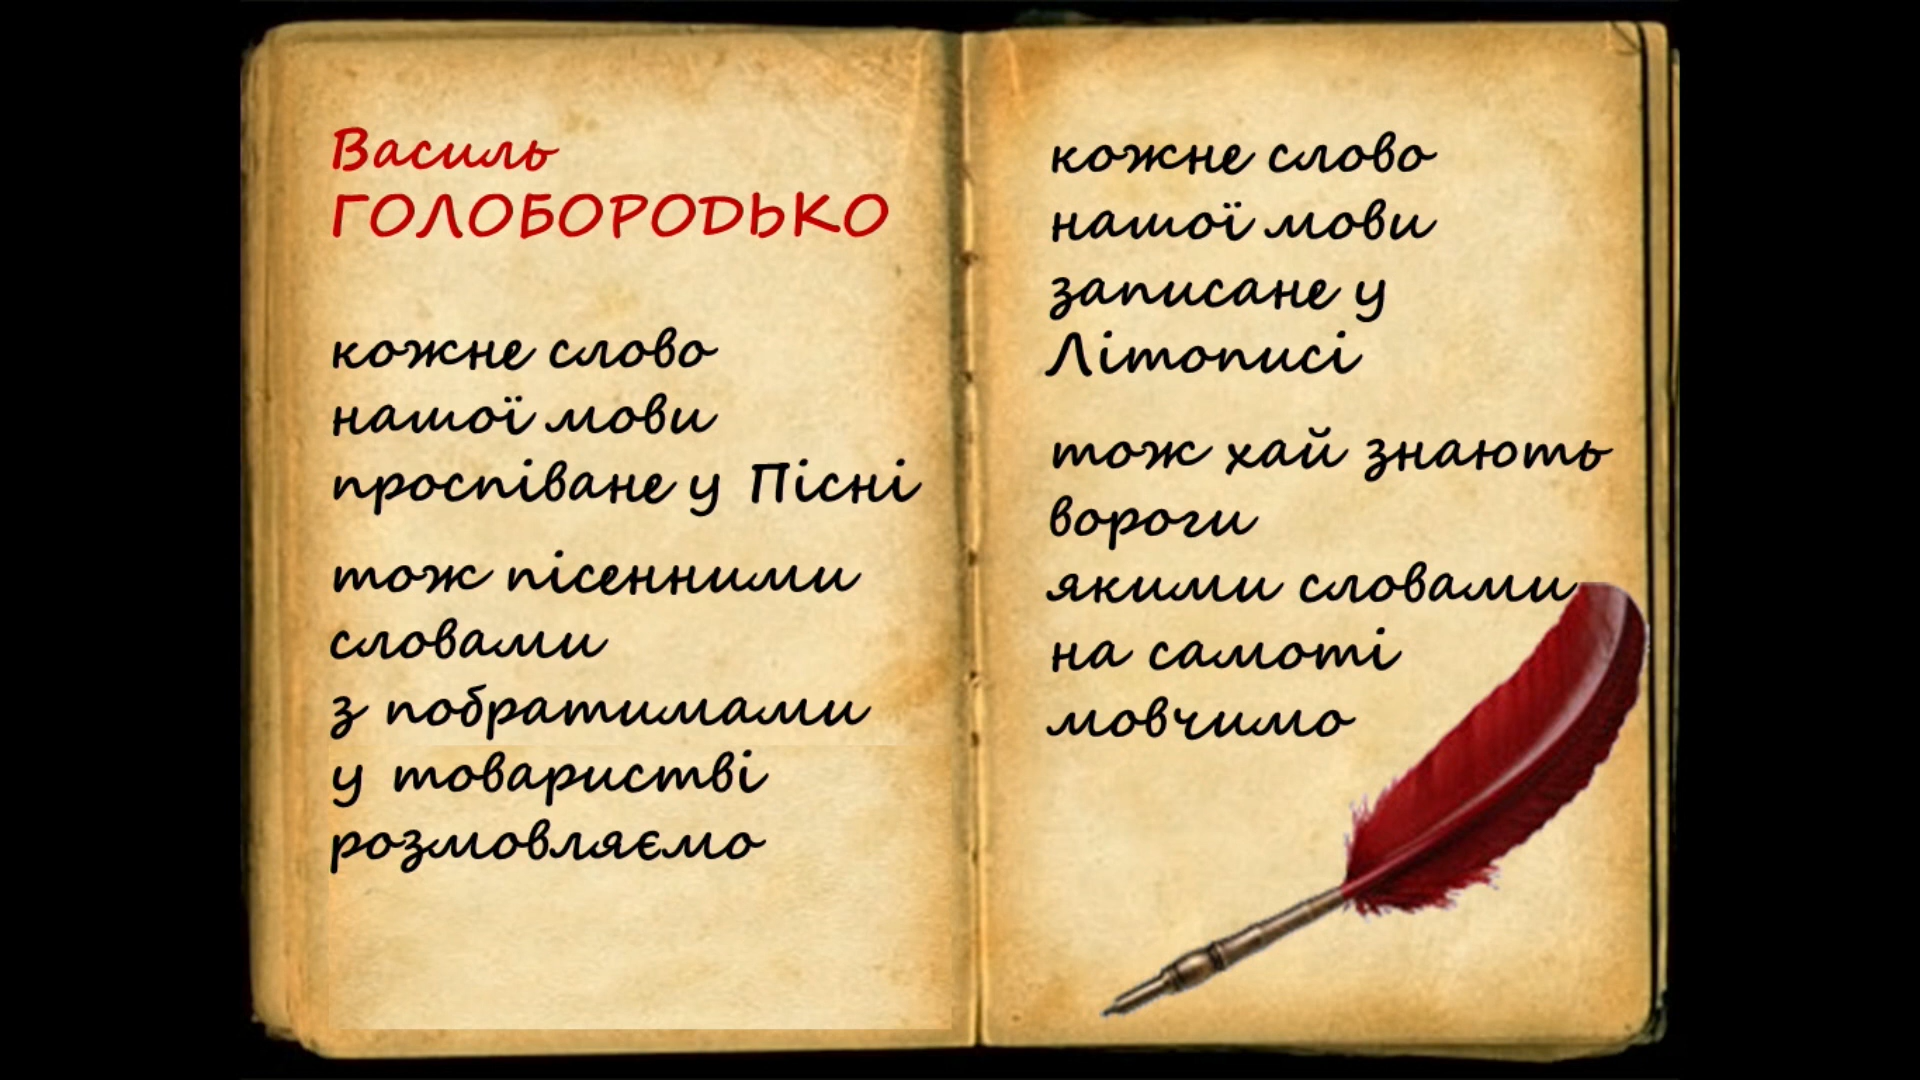 Василь
ГОЛОБОРОДЬКО
кожне слово
нашої мови
проспіване у Пісні
тож пісенними
словами
з побратимами
у товаристві
розмовляємо
кожне слово
нашої мови
записане у
Літописі
тож хай знають
вороги
якими словами
на самоті
мовчимо